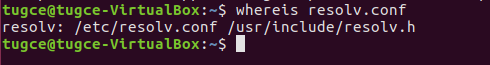 tugce@tugce-VirtualBox:~$ whereis resolv.conf
resolv: /etc/resolv.conf /usr/include/resolv.h
tugce@tugce-VirtualBox:~$